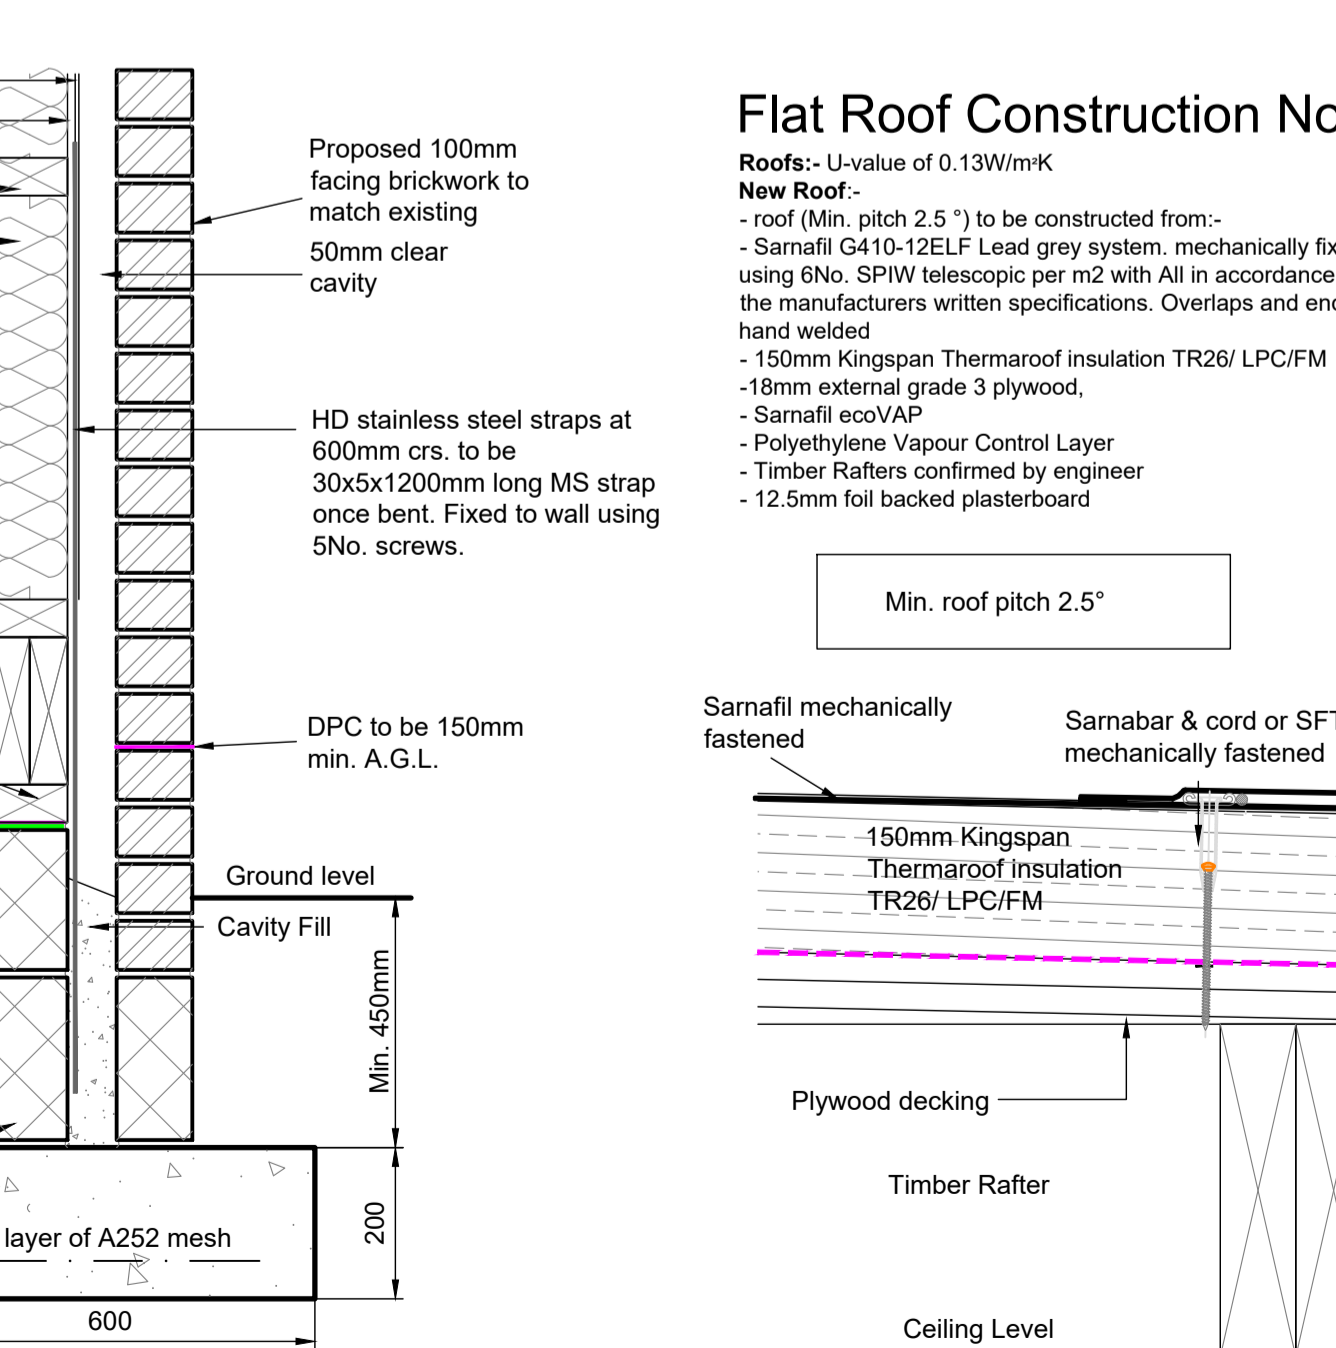 Proposed 100mm
facing brickwork to
match existing
50mm clear
cavity
HD stainless steel straps at
600mm crs. to be
30x5x1200mm long MS strap
once bent. Fixed to wall using
5No. screws.
DPC to be 150mm
min. A.G.L.
Ground level
Cavity Fill
Min. 450mm
200
layer of A252 mesh
600
Flat Roof Construction No
Roofs:- U-value of 0.13W/m²K
New Roof:-
- roof (Min. pitch 2.5 °) to be constructed from:-
- Sarnafil G410-12ELF Lead grey system. mechanically fix
using 6No. SPIW telescopic per m2 with All in accordance
the manufacturers written specifications. Overlaps and end
hand welded
- 150mm Kingspan Thermaroof insulation TR26/ LPC/FM
-18mm external grade 3 plywood,
- Sarnafil ecoVAP
- Polyethylene Vapour Control Layer
- Timber Rafters confirmed by engineer
- 12.5mm foil backed plasterboard
Min. roof pitch 2.5°
Sarnafil mechanically
fastened
Sarnabar & cord or SFT
mechanically fastened
150mm Kingspan
Thermaroof insulation
TR26/ LPC/FM
Plywood decking
Timber Rafter
Ceiling Level